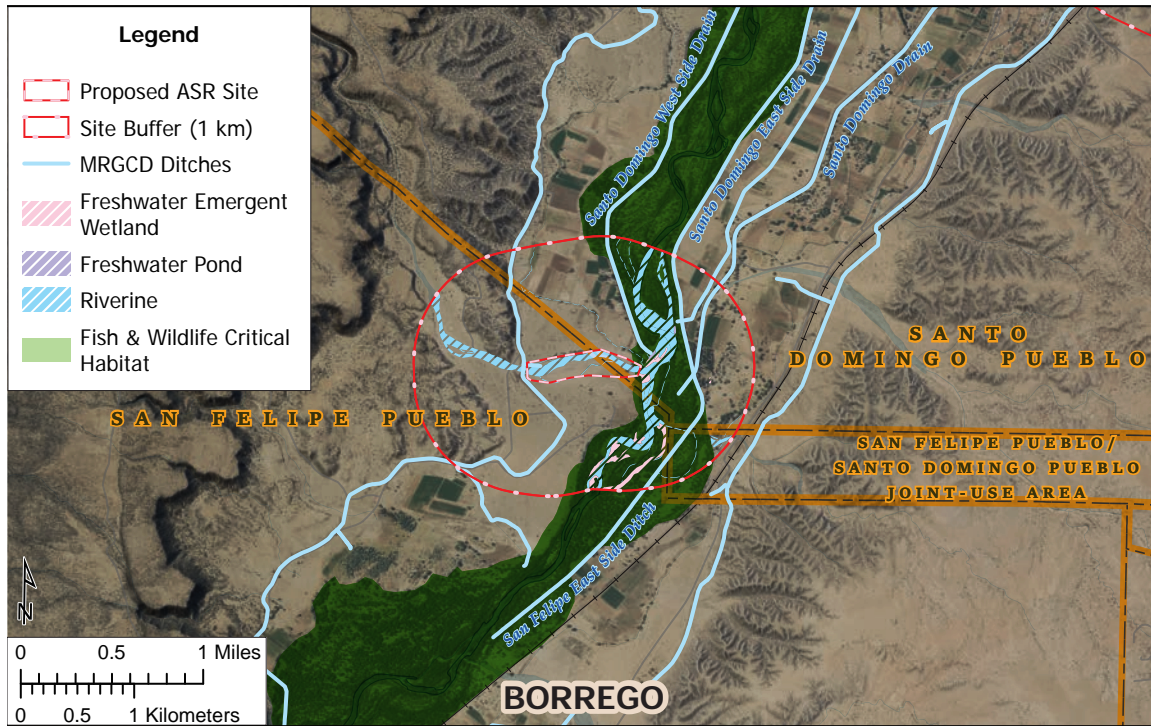 Legend
Proposed ASR Site
Site Buffer (1 km)
MRGCD Ditches
Freshwater Emergent
Wetland
Freshwater Pond
Riverine
Fish & Wildlife Critical
Habitat
Santo Domingo West Side Drain
Santo Domingo East Side Drain
Santo Domingo Drain
SANTO
DOMINGO PUEBLO
SAN FELIPE PUEBLO
SAN FELIPE PUEBLO/
SANTO DOMINGO PUEBLO
JOINT-USE AREA
San Felipe East Side Ditch
N
0 0.5 1 Miles
0 0.5 1 Kilometers
BORREGO